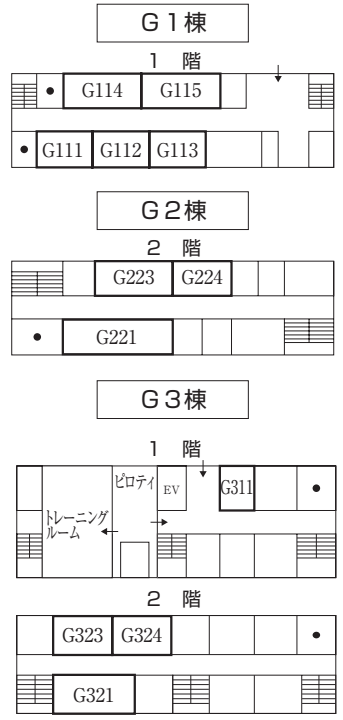 G1棟
1 階
G114 G115
G111 G112 G113
G2棟
2 階
G223 G224
G221
G3棟
1 階
ピロティ EV G311
トレーニング
ルーム
2 階
G323 G324
G321